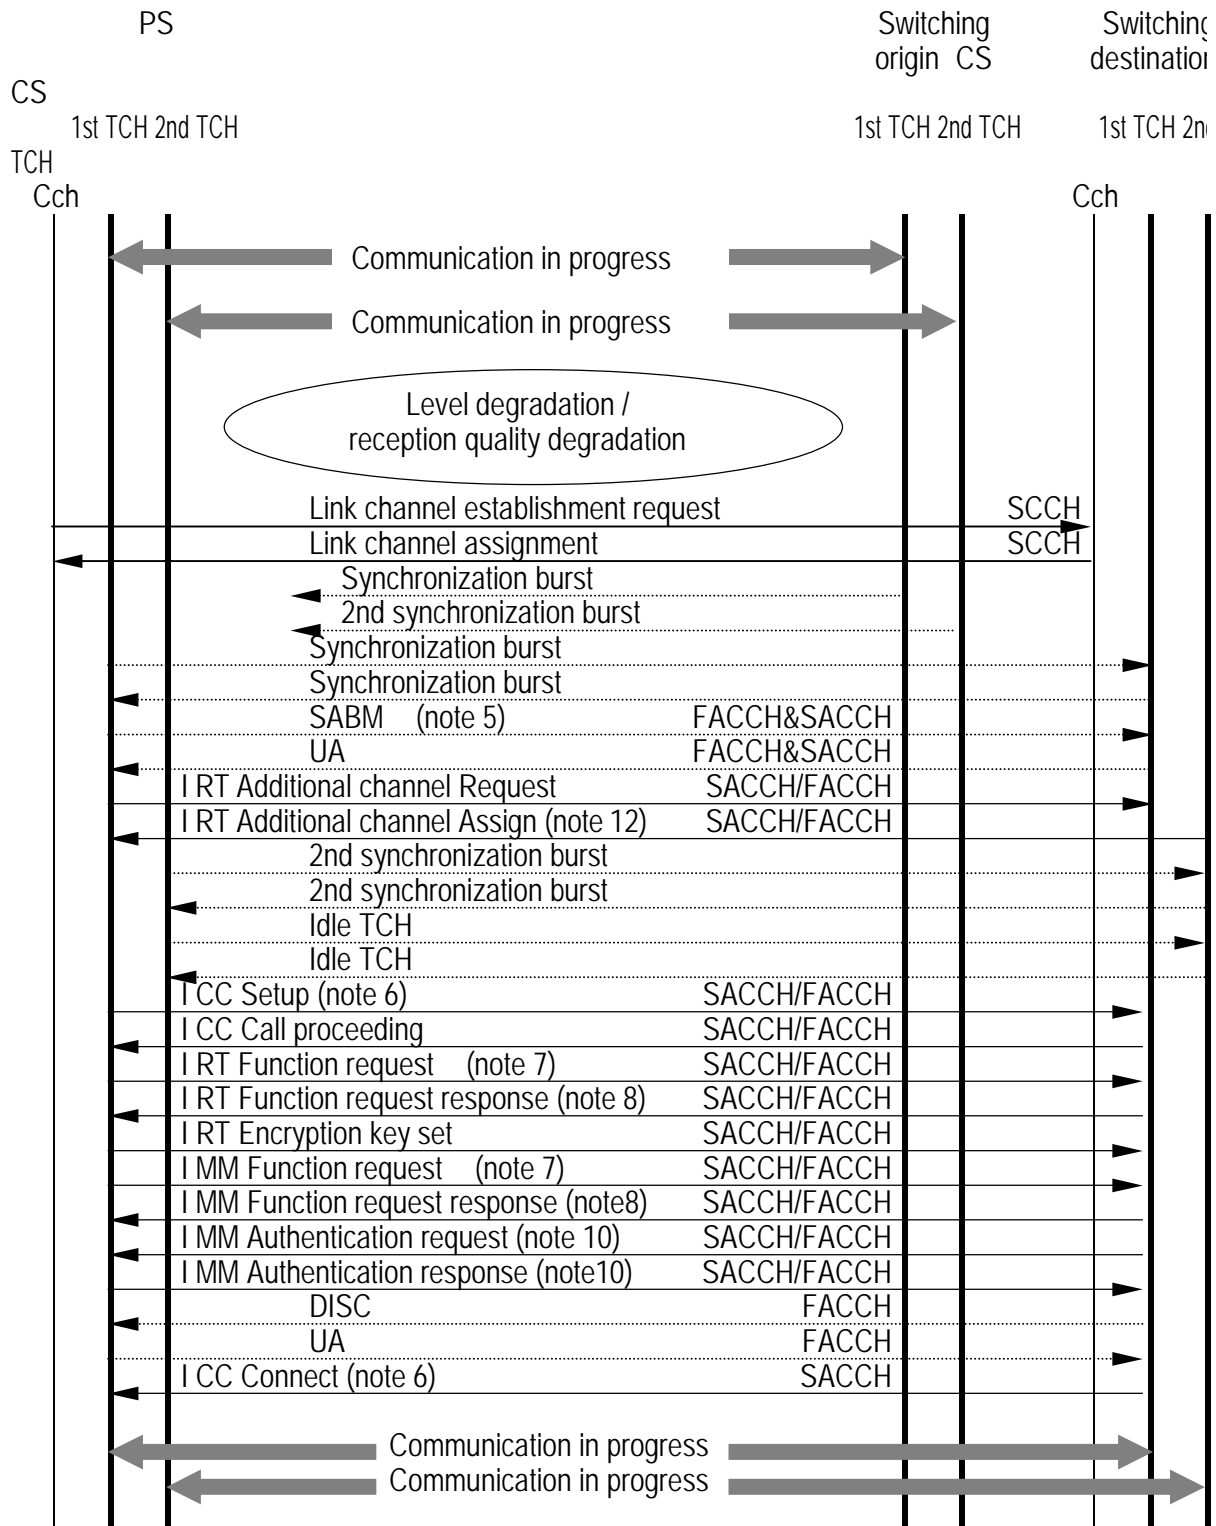 PS Switching Switching
origin CS destination
CS
1st TCH 2nd TCH 1st TCH 2nd TCH 1st TCH 2nd
TCH
Cch Cch
Communication in progress
Communication in progress
Level degradation /
reception quality degradation
Link channel establishment request SCCH
Link channel assignment SCCH
Synchronization burst
2nd synchronization burst
Synchronization burst
Synchronization burst
SABM (note 5) FACCH&SACCH
UA FACCH&SACCH
I RT Additional channel Request SACCH/FACCH
I RT Additional channel Assign (note 12) SACCH/FACCH
2nd synchronization burst
2nd synchronization burst
Idle TCH
Idle TCH
I CC Setup (note 6) SACCH/FACCH
I CC Call proceeding SACCH/FACCH
I RT Function request (note 7) SACCH/FACCH
I RT Function request response (note 8) SACCH/FACCH
I RT Encryption key set SACCH/FACCH
I MM Function request (note 7) SACCH/FACCH
I MM Function request response (note8) SACCH/FACCH
I MM Authentication request (note 10) SACCH/FACCH
I MM Authentication response (note10) SACCH/FACCH
DISC FACCH
UA FACCH
I CC Connect (note 6) SACCH
Communication in progress
Communication in progress